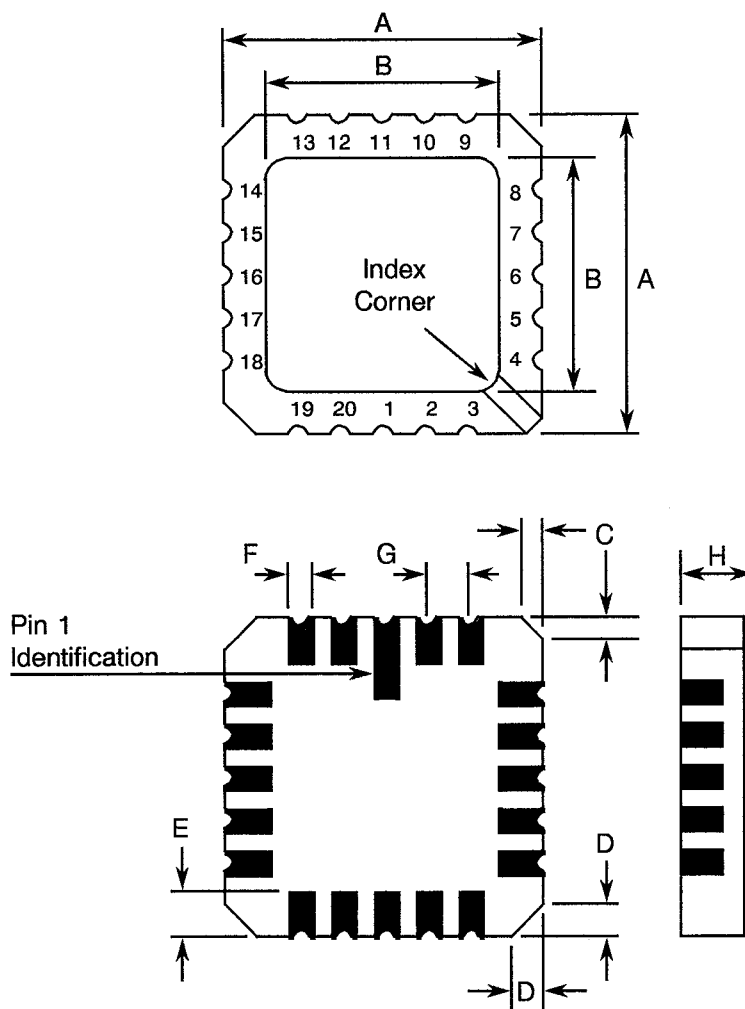 A
B
13 12 11 10 9
14 8
15 7
16 Index 6 B A
17 Corner 5
18 4
19 20 1 2 3
F G C H
Pin 1
Identification
E D
D